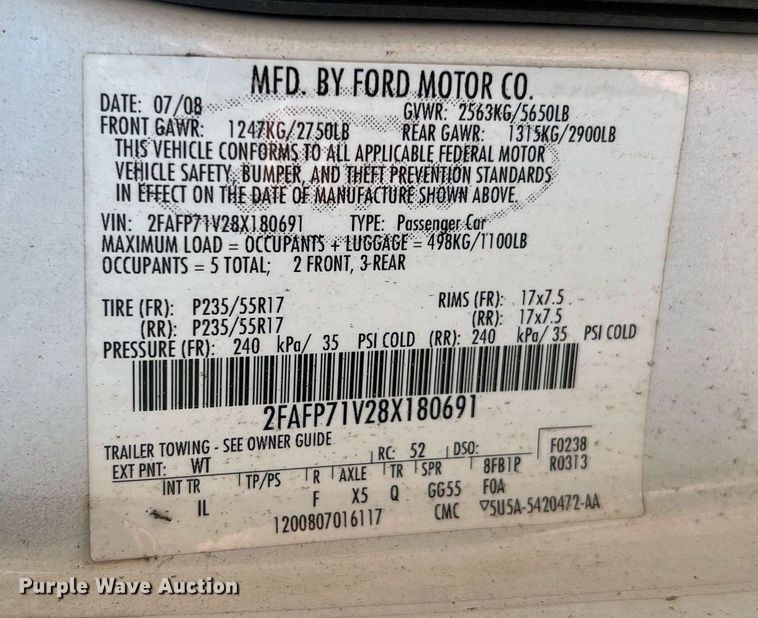 MFD. BY FORD MOTOR CO.
DATE: 07/08 GVWR: 2563KG/5650LB
FRONT GAWR: 1247KG/2750LB REAR GAWR: 1315KG/2900LB
THIS VEHICLE CONFORMS TO ALL APPLICABLE FEDERAL MOTOR
VEHICLE SAFETY, BUMPER, AND THEFT PREVENTION STANDARDS
IN EFFECT ON THE DATE OF MANUFACTURE SHOWN ABOVE.
VIN: 2FAFP71V28X180691 TYPE: Passenger Car
MAXIMUM LOAD = OCCUPANTS + LUGGAGE = 498KG/1100LB
OCCUPANTS = 5 TOTAL; 2 FRONT, 3 REAR
TIRE (FR): P235/55R17 RIMS (FR): 17x7.5
(RR): P235/55R17 (RR): 17x7.5
PRESSURE (FR): 240 kPa/ 35 PSI COLD (RR): 240 kPa/ 35 PSI COLD
2FAFP71V28X180691
TRAILER TOWING - SEE OWNER GUIDE
EXT PNT: WT RC: 52 DSO: F0238
INT TR TP/PS R AXLE TR SPR 8FB1P R0313
IL F X5 Q GG55 FOA
1200807016117 CMC ▽5U5A-5420472-AA
Purple Wave Auction